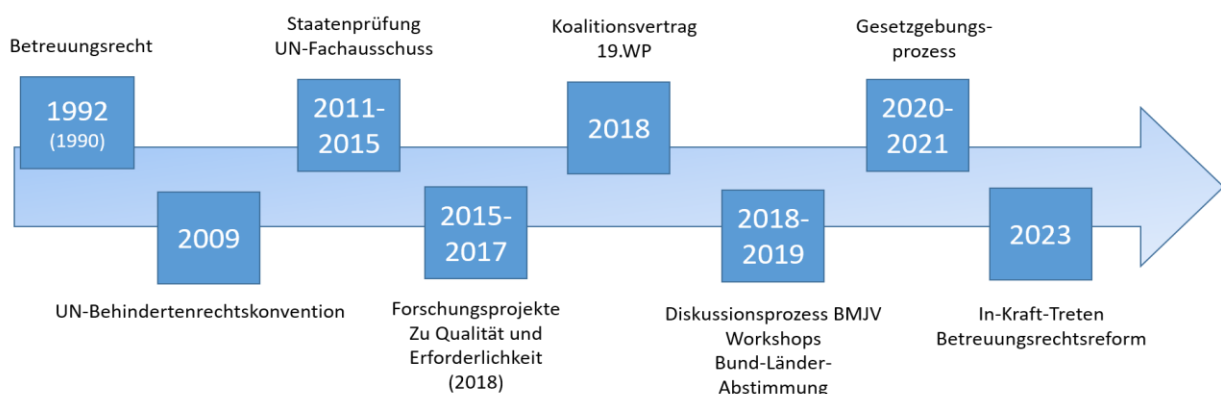 Betreuungsrecht
1992
(1990)
2009
UN-Behindertenrechtskonvention
Staatenprüfung
UN-Fachausschuss
2011-
2015
2015-
2017
Forschungsprojekte
Zu Qualität und
Erforderlichkeit
(2018)
Koalitionsvertrag
19.WP
2018
2018-
2019
Diskussionsprozess BMJV
Workshops
Bund-Länder-
Abstimmung
Gesetzgebungs-
prozess
2020-
2021
2023
In-Kraft-Treten
Betreuungsrechtsreform